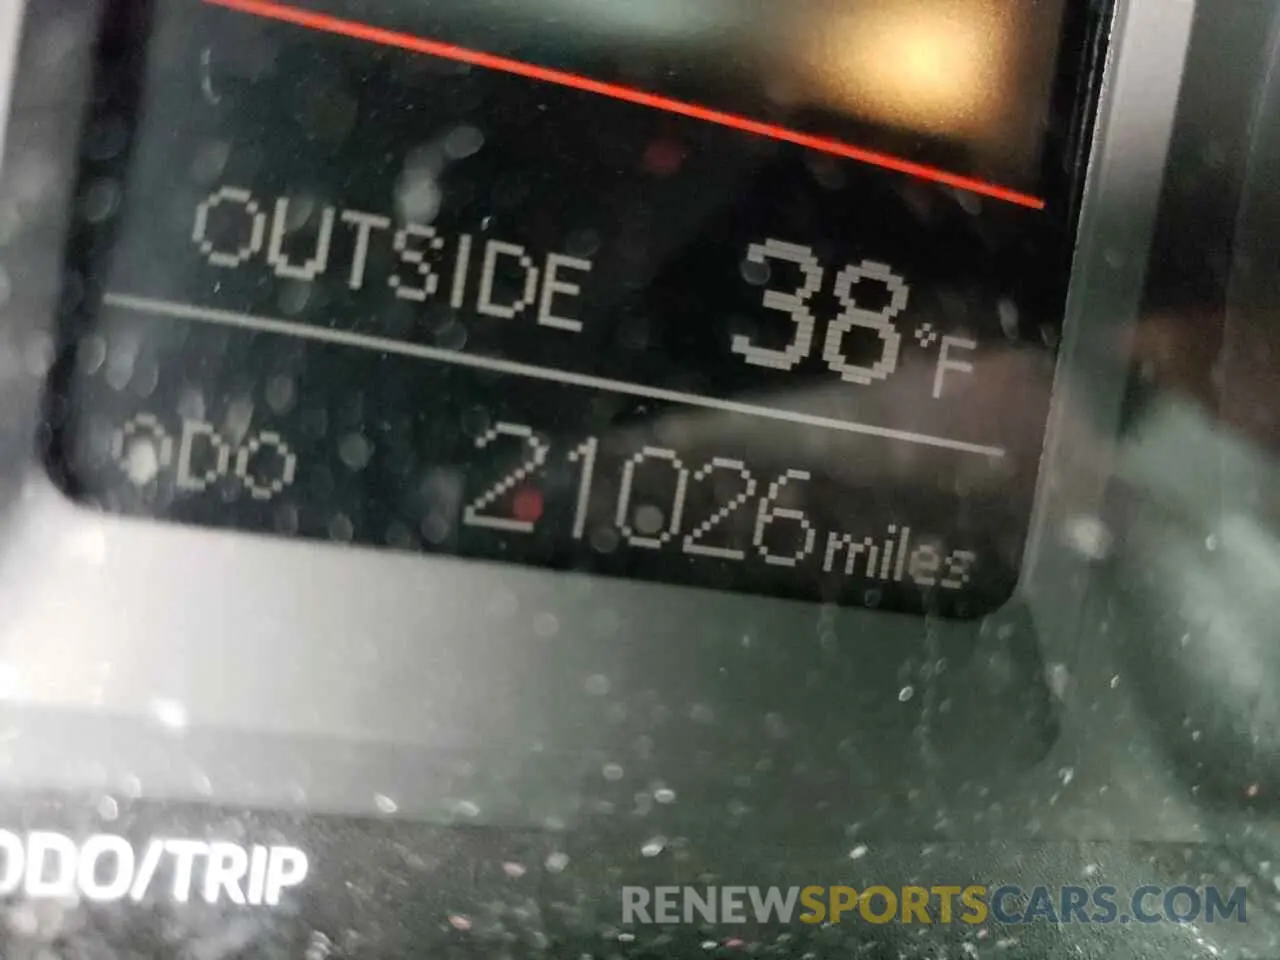 OUTSIDE 38°F
ODO 21026 miles
ODO/TRIP
RENEWSPORTSCARS.COM